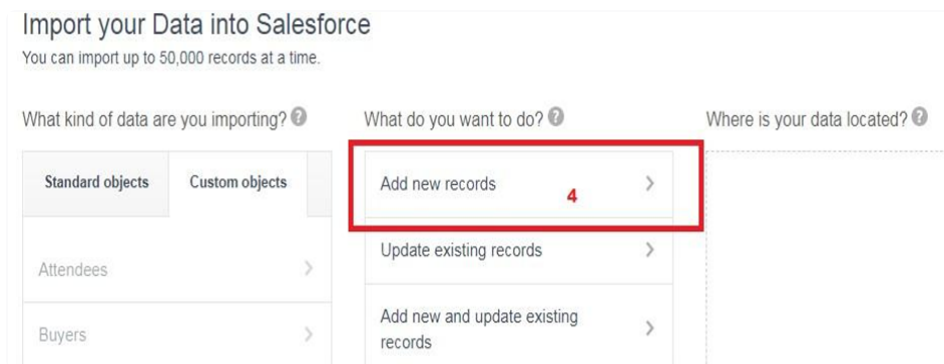 Import your Data into Salesforce
You can import up to 50,000 records at a time.
What kind of data are you importing? ?
What do you want to do? ?
Where is your data located? ?
Standard objects
Custom objects
Attendees
Buyers
Add new records
4
Update existing records
Add new and update existing
records